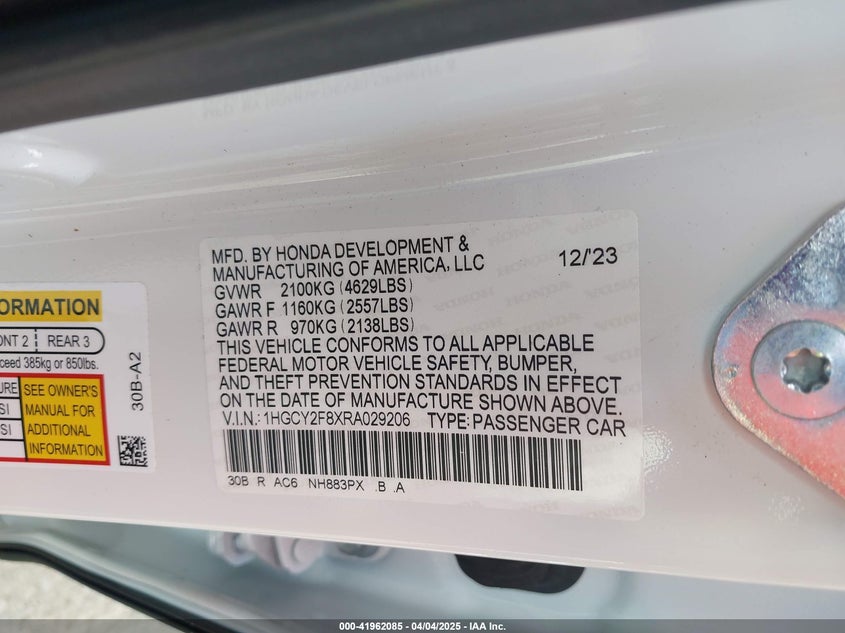 MFD. BY HONDA DEVELOPMENT &
MANUFACTURING OF AMERICA, LLC 12/'23
GVWR 2100KG (4629LBS)
GAWR F 1160KG (2557LBS)
GAWR R 970KG (2138LBS)
THIS VEHICLE CONFORMS TO ALL APPLICABLE
FEDERAL MOTOR VEHICLE SAFETY, BUMPER,
AND THEFT PREVENTION STANDARDS IN EFFECT
ON THE DATE OF MANUFACTURE SHOWN ABOVE.
V.I.N.: 1HGCY2F8XRA029206 TYPE: PASSENGER CAR
30B R AC6 NH883PX .B .A
ORMATION
ONT 2 REAR 3
ceed 385kg or 850lbs.
URE
SI
SI
SEE OWNER'S
MANUAL FOR
ADDITIONAL
INFORMATION
30B-A2
000-41962085 - 04/04/2025 - IAA Inc.